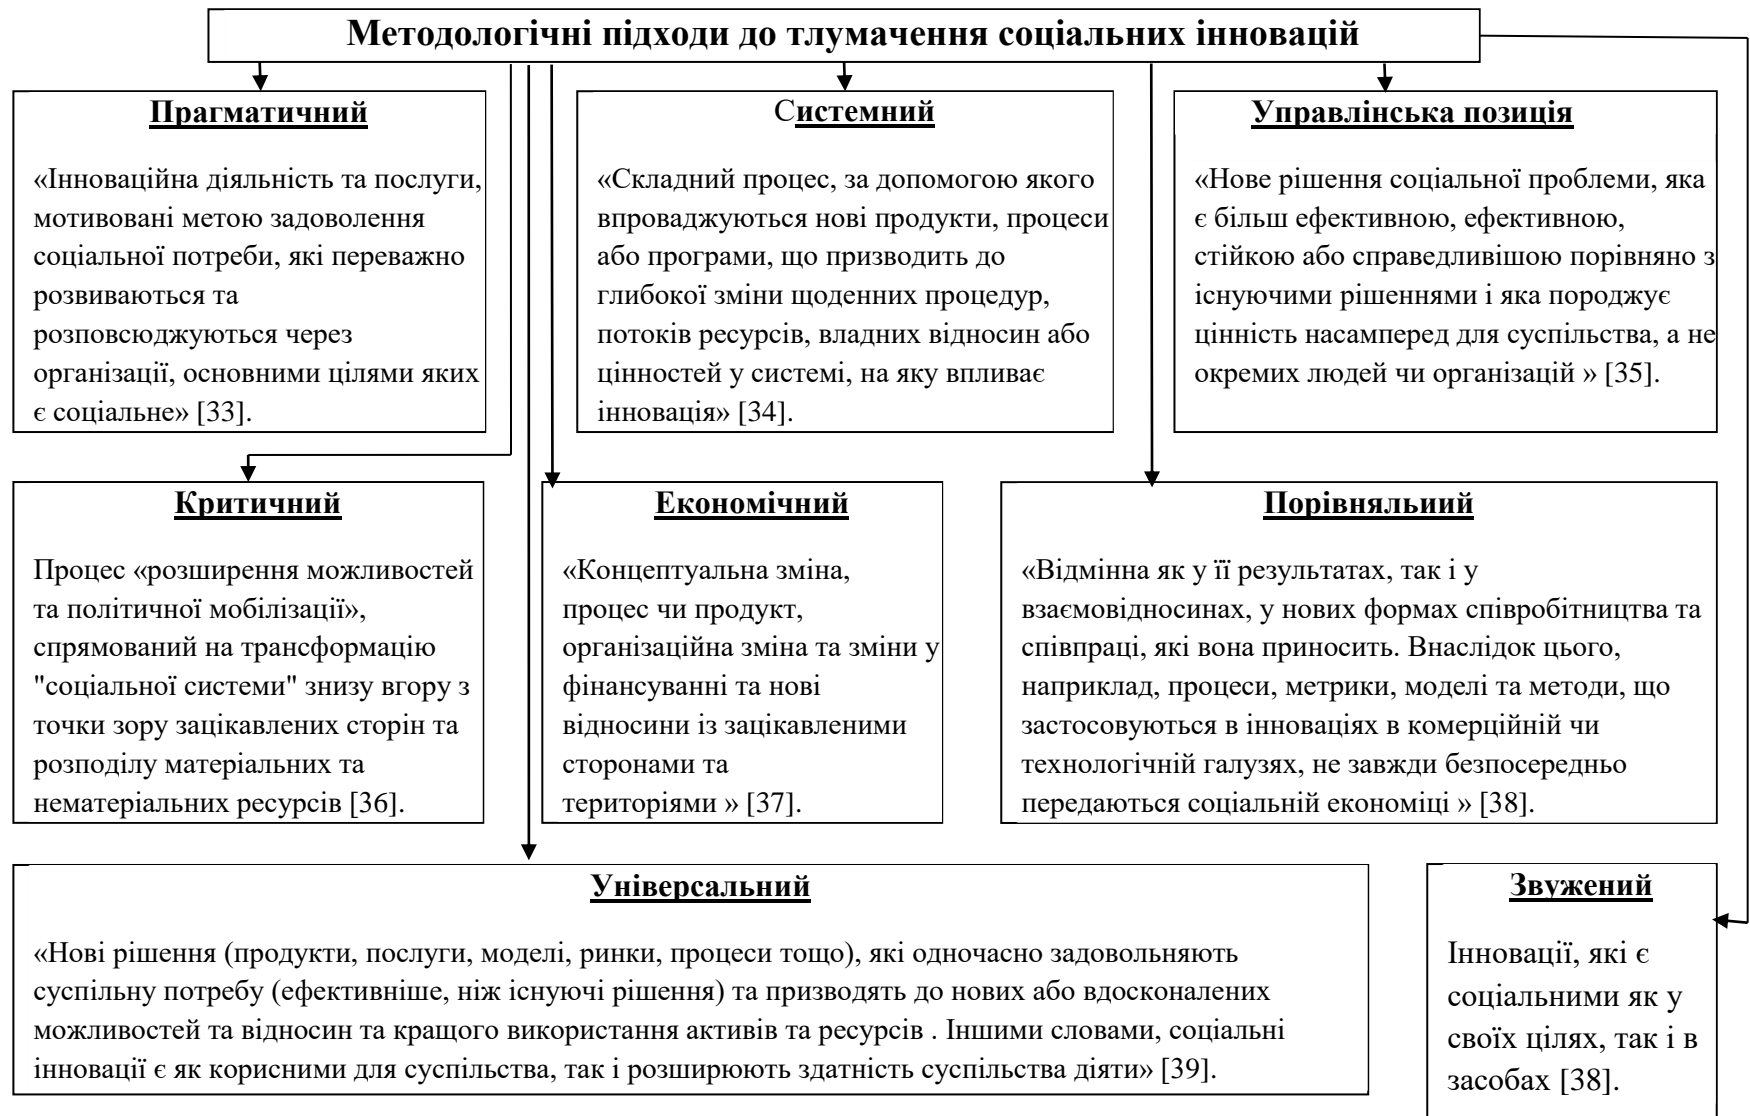 Методологічні підходи до тлумачення соціальних інновацій
Прагматичний
«Інноваційна діяльність та послуги,
мотивовані метою задоволення
соціальної потреби, які переважно
розвиваються та
розповсюджуються через
організації, основними цілями яких
є соціальне» [33].
Системний
«Складний процес, за допомогою якого
впроваджуються нові продукти, процеси
або програми, що призводить до
глибокої зміни щоденних процедур,
потоків ресурсів, владних відносин або
цінностей у системі, на яку впливає
інновація» [34].
Управлінська позиція
«Нове рішення соціальної проблеми, яка
є більш ефективною, ефективною,
стійкою або справедливішою порівняно з
існуючими рішеннями і яка породжує
цінність насамперед для суспільства, а не
окремих людей чи організацій » [35].
Критичний
Процес «розширення можливостей
та політичної мобілізації»,
спрямований на трансформацію
"соціальної системи" знизу вгору з
точки зору зацікавлених сторін та
розподілу матеріальних та
нематеріальних ресурсів [36].
Економічний
«Концептуальна зміна,
процес чи продукт,
організаційна зміна та зміни у
фінансуванні та нові
відносини із зацікавленими
сторонами та
територіями » [37].
Порівняльиий
«Відмінна як у її результатах, так і у
взаємовідносинах, у нових формах співробітництва та
співпраці, які вона приносить. Внаслідок цього,
наприклад, процеси, метрики, моделі та методи, що
застосовуються в інноваціях в комерційній чи
технологічній галузях, не завжди безпосередньо
передаються соціальній економіці » [38].
Універсальний
«Нові рішення (продукти, послуги, моделі, ринки, процеси тощо), які одночасно задовольняють
суспільну потребу (ефективніше, ніж існуючі рішення) та призводять до нових або вдосконалених
можливостей та відносин та кращого використання активів та ресурсів . Іншими словами, соціальні
інновації є як корисними для суспільства, так і розширюють здатність суспільства діяти» [39].
Звужений
Інновації, які є
соціальними як у
своїх цілях, так і в
засобах [38].